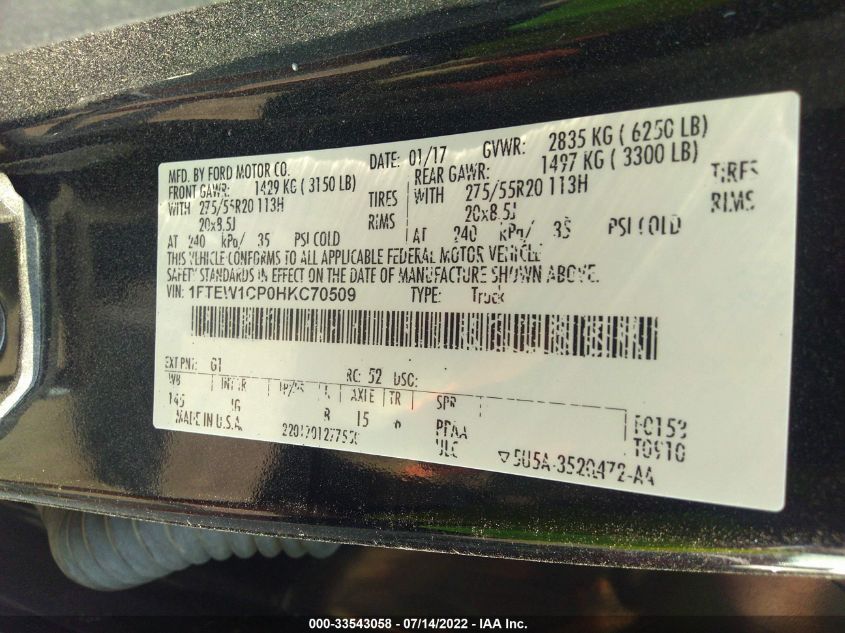 MFD. BY FORD MOTOR CO. DATE: 01/17 GVWR: 2835 KG ( 6250 LB)
FRONT GAWR: 1429 KG ( 3150 LB) REAR GAWR: 1497 KG ( 3300 LB)
WITH 275/55R20 113H TIRES WITH 275/55R20 113H TIRES
20x8.5J RIMS 20x8.5J RIMS
AT 240 kPa/ 35 PSI COLD AT 240 kPa/ 35 PSI COLD
THIS VEHICLE CONFORMS TO ALL APPLICABLE FEDERAL MOTOR VEHICLE
SAFETY STANDARDS IN EFFECT ON THE DATE OF MANUFACTURE SHOWN ABOVE.
VIN: 1FTEW1CP0HKC70509 TYPE: Truck
EXT PNT: G1 RC: 52 DSO:
WB INT TR AXLE TR SPR
145 15 F0153
MADE IN U.S.A. ULC T0910
5U5A-3520472-AA
000-33543058 - 07/14/2022 - IAA Inc.